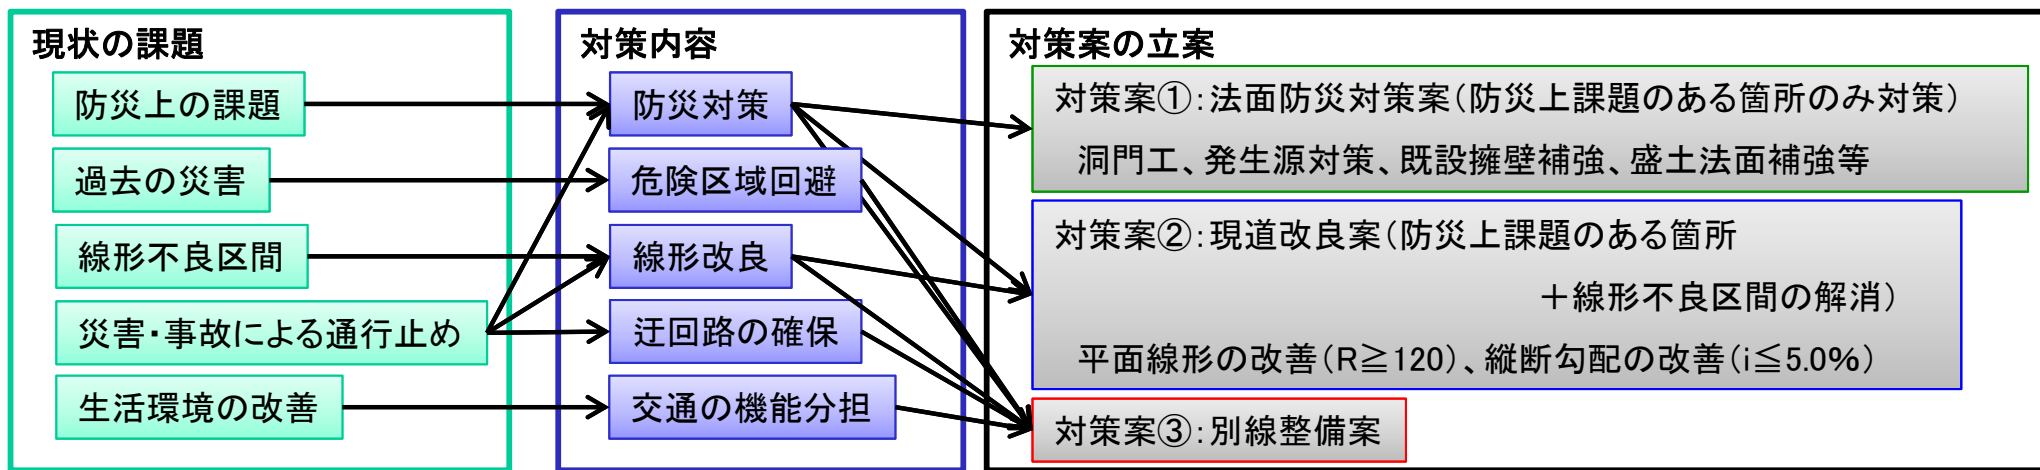 現状の課題
防災上の課題
過去の災害
線形不良区間
災害・事故による通行止め
生活環境の改善
対策内容
防災対策
危険区域回避
線形改良
迂回路の確保
交通の機能分担
対策案の立案
対策案①：法面防災対策案（防災上課題のある箇所のみ対策）
洞門工、発生源対策、既設擁壁補強、盛土法面補強等
対策案②：現道改良案（防災上課題のある箇所
＋線形不良区間の解消）
平面線形の改善（R≧120）、縦断勾配の改善（i≦5.0%）
対策案③：別線整備案